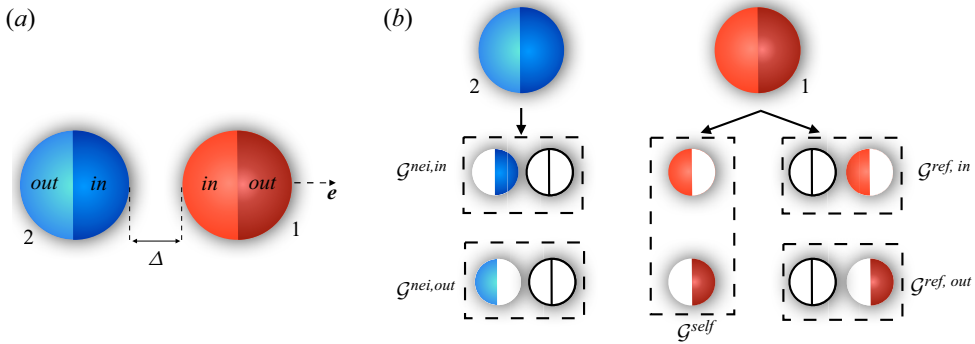 (a)
out in
in out
e
2
1
Δ
(b)
2
1
𝒢^{nei,in}
𝒢^{ref, in}
𝒢^{nei,out}
𝒢^{ref, out}
𝒢^{self}